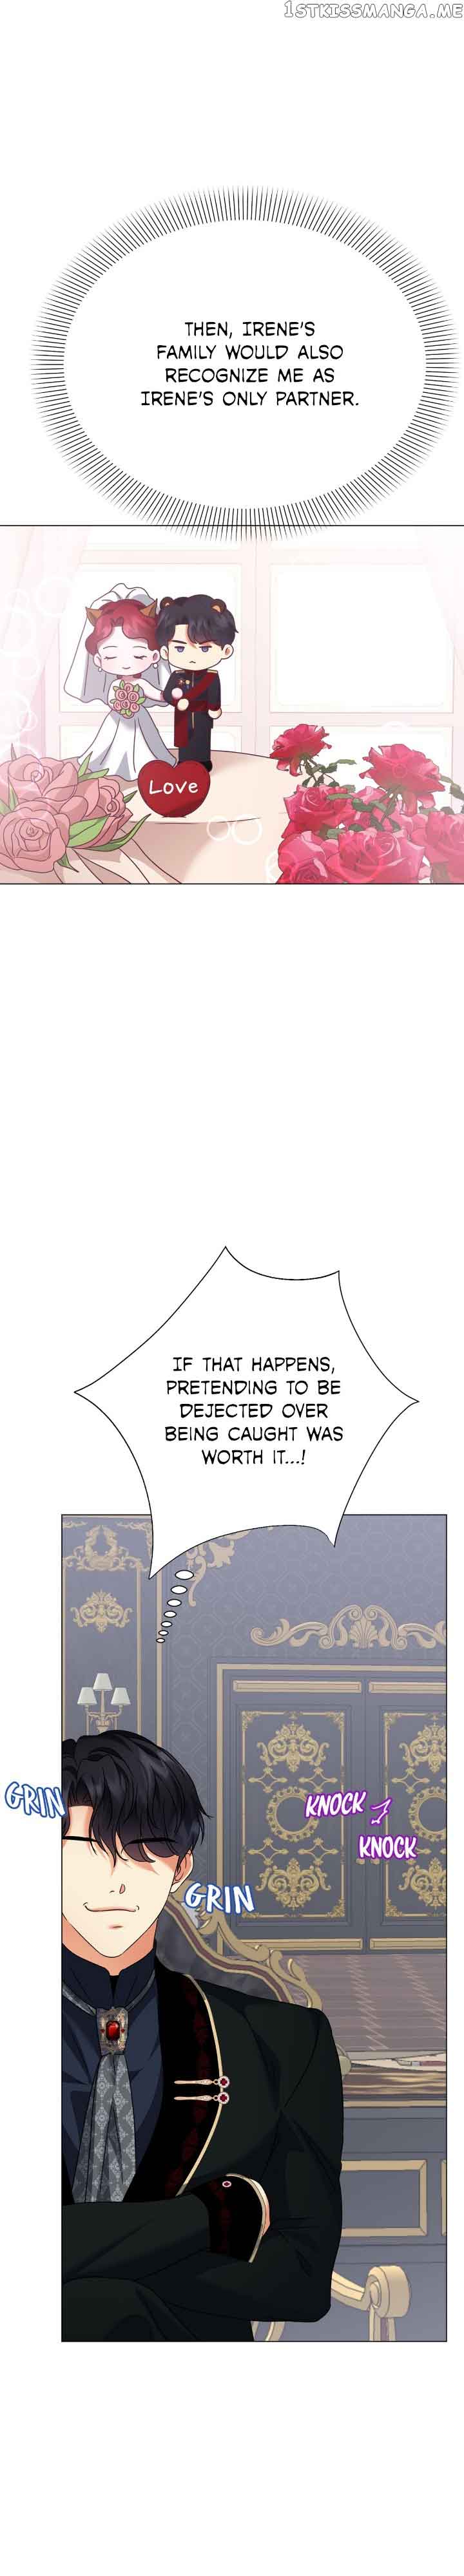 1STKISSMANGA.ME
THEN, IRENE'S
FAMILY WOULD ALSO
RECOGNIZE ME AS
IRENE'S ONLY PARTNER.
Love
IF THAT HAPPENS,
PRETENDING TO BE
DEJECTED OVER
BEING CAUGHT WAS
WORTH IT...!
GRIN
KNOCK
KNOCK
GRIN